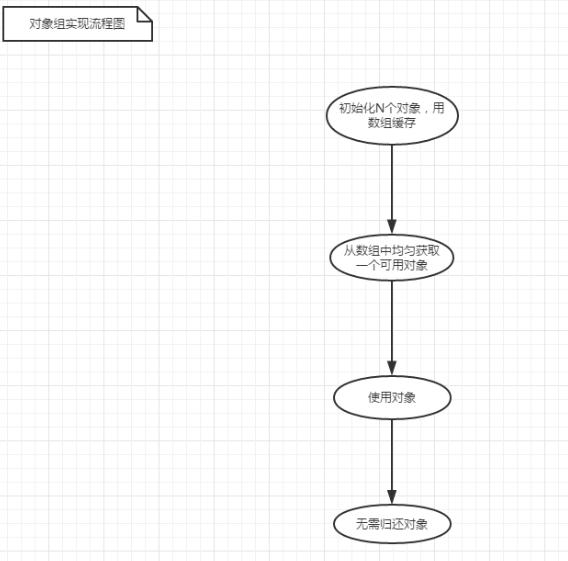 对象组实现流程图
初始化N个对象，用
数组缓存
从数组中均匀获取
一个可用对象
使用对象
无需归还对象